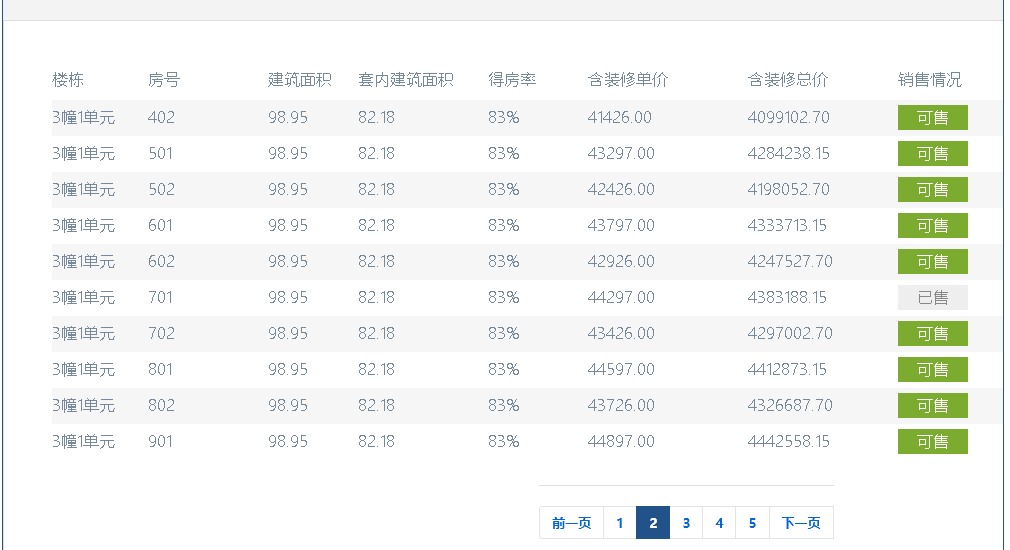 楼栋 房号 建筑面积 套内建筑面积 得房率 含装修单价 含装修总价 销售情况
3幢1单元 402 98.95 82.18 83% 41426.00 4099102.70 可售
3幢1单元 501 98.95 82.18 83% 43297.00 4284238.15 可售
3幢1单元 502 98.95 82.18 83% 42426.00 4198052.70 可售
3幢1单元 601 98.95 82.18 83% 43797.00 4333713.15 可售
3幢1单元 602 98.95 82.18 83% 42926.00 4247527.70 可售
3幢1单元 701 98.95 82.18 83% 44297.00 4383188.15 已售
3幢1单元 702 98.95 82.18 83% 43426.00 4297002.70 可售
3幢1单元 801 98.95 82.18 83% 44597.00 4412873.15 可售
3幢1单元 802 98.95 82.18 83% 43726.00 4326687.70 可售
3幢1单元 901 98.95 82.18 83% 44897.00 4442558.15 可售
前一页 1 2 3 4 5 下一页